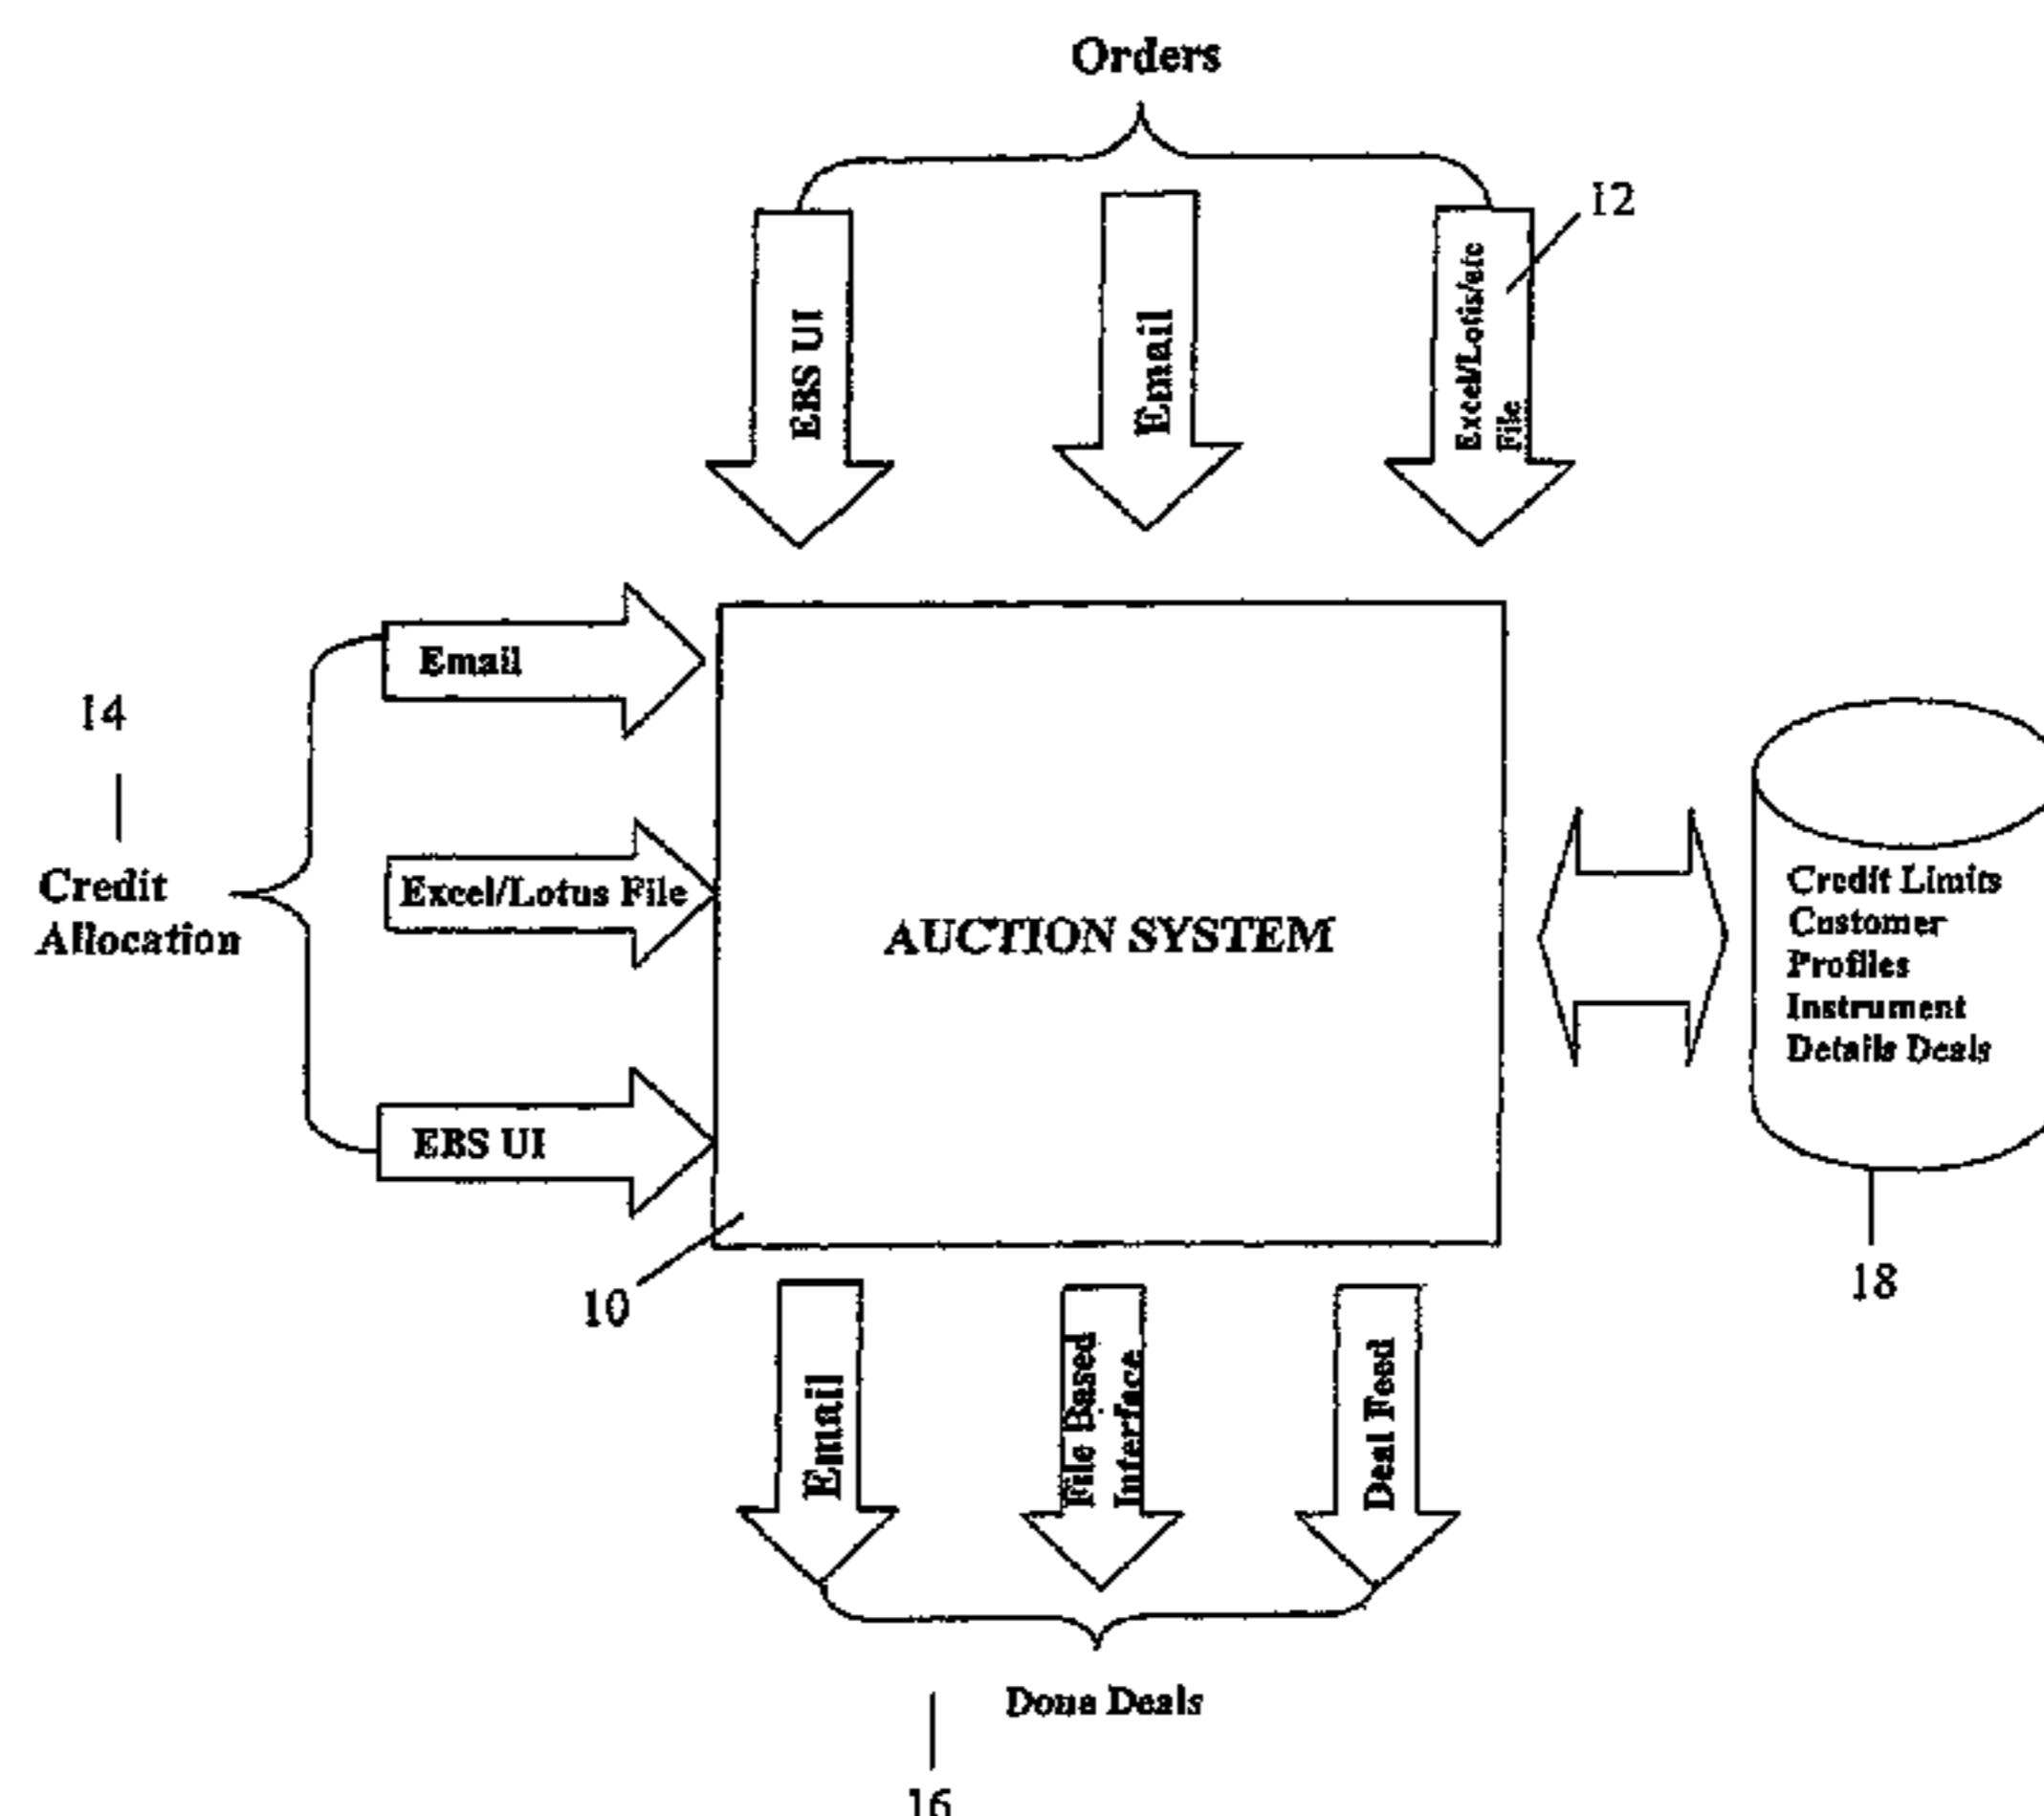 Orders
12
EBS UI
Email
Excel/Lotis/etc
File
Email
14
Credit
Allocation
Excel/Lotus File
AUCTION SYSTEM
Credit Limits
Customer
Profiles
Instrument
Details Deals
EBS UI
10
18
Email
File Based
Interface
Deal Feed
Done Deals
16